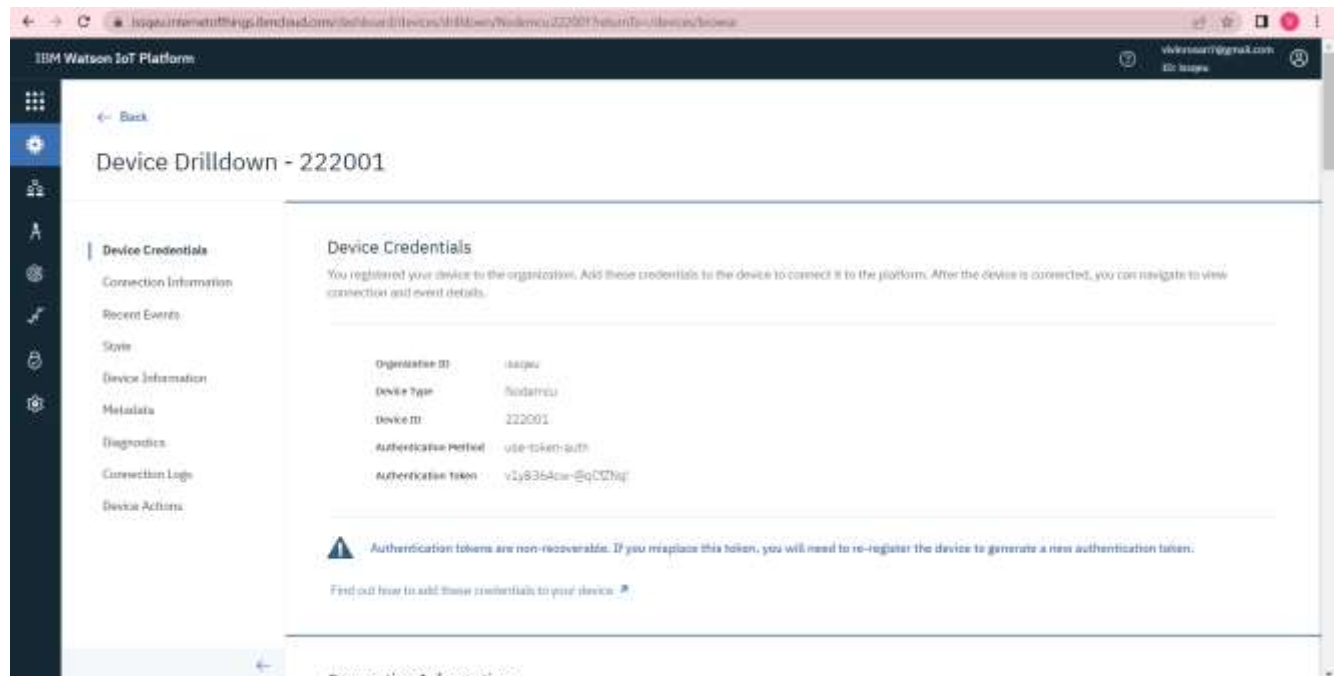 IBM Watson IoT Platform
Back
Device Drilldown - 222001
Device Credentials
Connection Information
Recent Events
State
Device Information
Metadata
Diagnostics
Connection Logs
Device Actions
Device Credentials
You registered your device to the organization. Add these credentials to the device to connect it to the platform. After the device is connected, you can navigate to view
connection and event details.
Organization ID
Device Type Nodemcu
Device ID 222001
Authentication Method use-token-auth
Authentication Token
Authentication tokens are non-recoverable. If you misplace this token, you will need to re-register the device to generate a new authentication token.
Find out how to add these credentials to your device